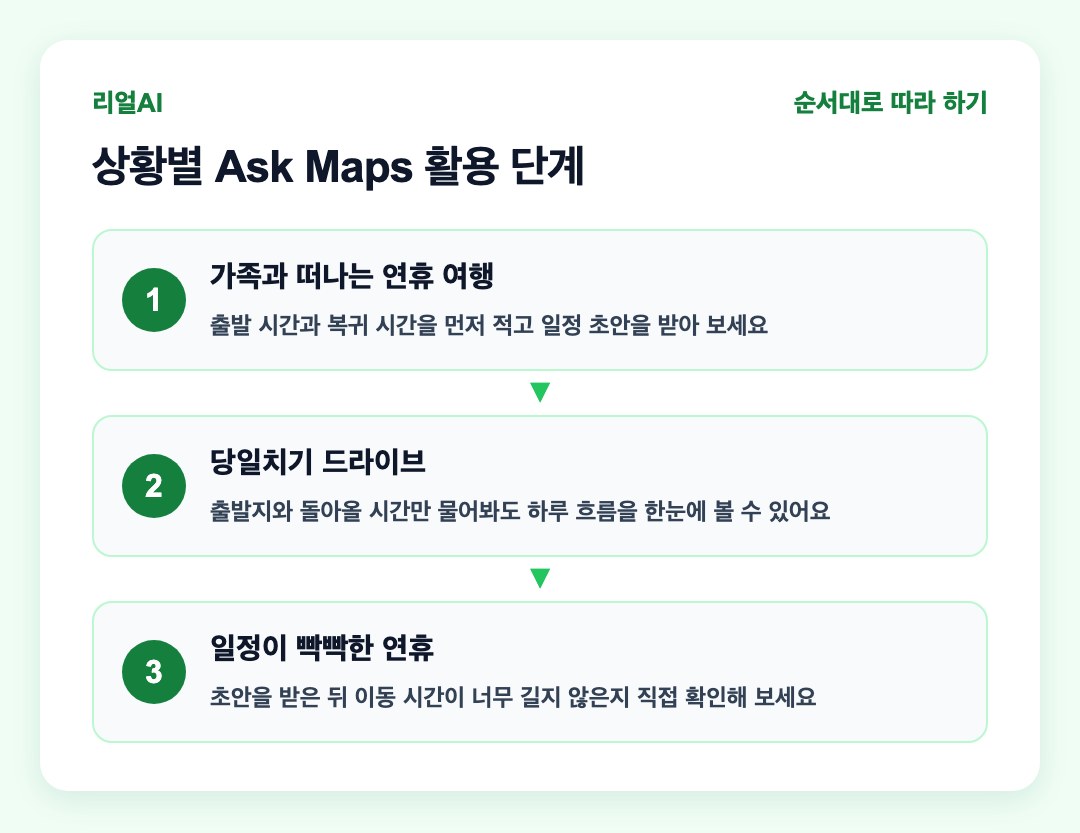 리얼AI
순서대로 따라 하기
상황별 Ask Maps 활용 단계
1
가족과 떠나는 연휴 여행
출발 시간과 복귀 시간을 먼저 적고 일정 초안을 받아 보세요
▼
2
당일치기 드라이브
출발지와 돌아올 시간만 물어봐도 하루 흐름을 한눈에 볼 수 있어요
▼
3
일정이 빡빡한 연휴
초안을 받은 뒤 이동 시간이 너무 길지 않은지 직접 확인해 보세요